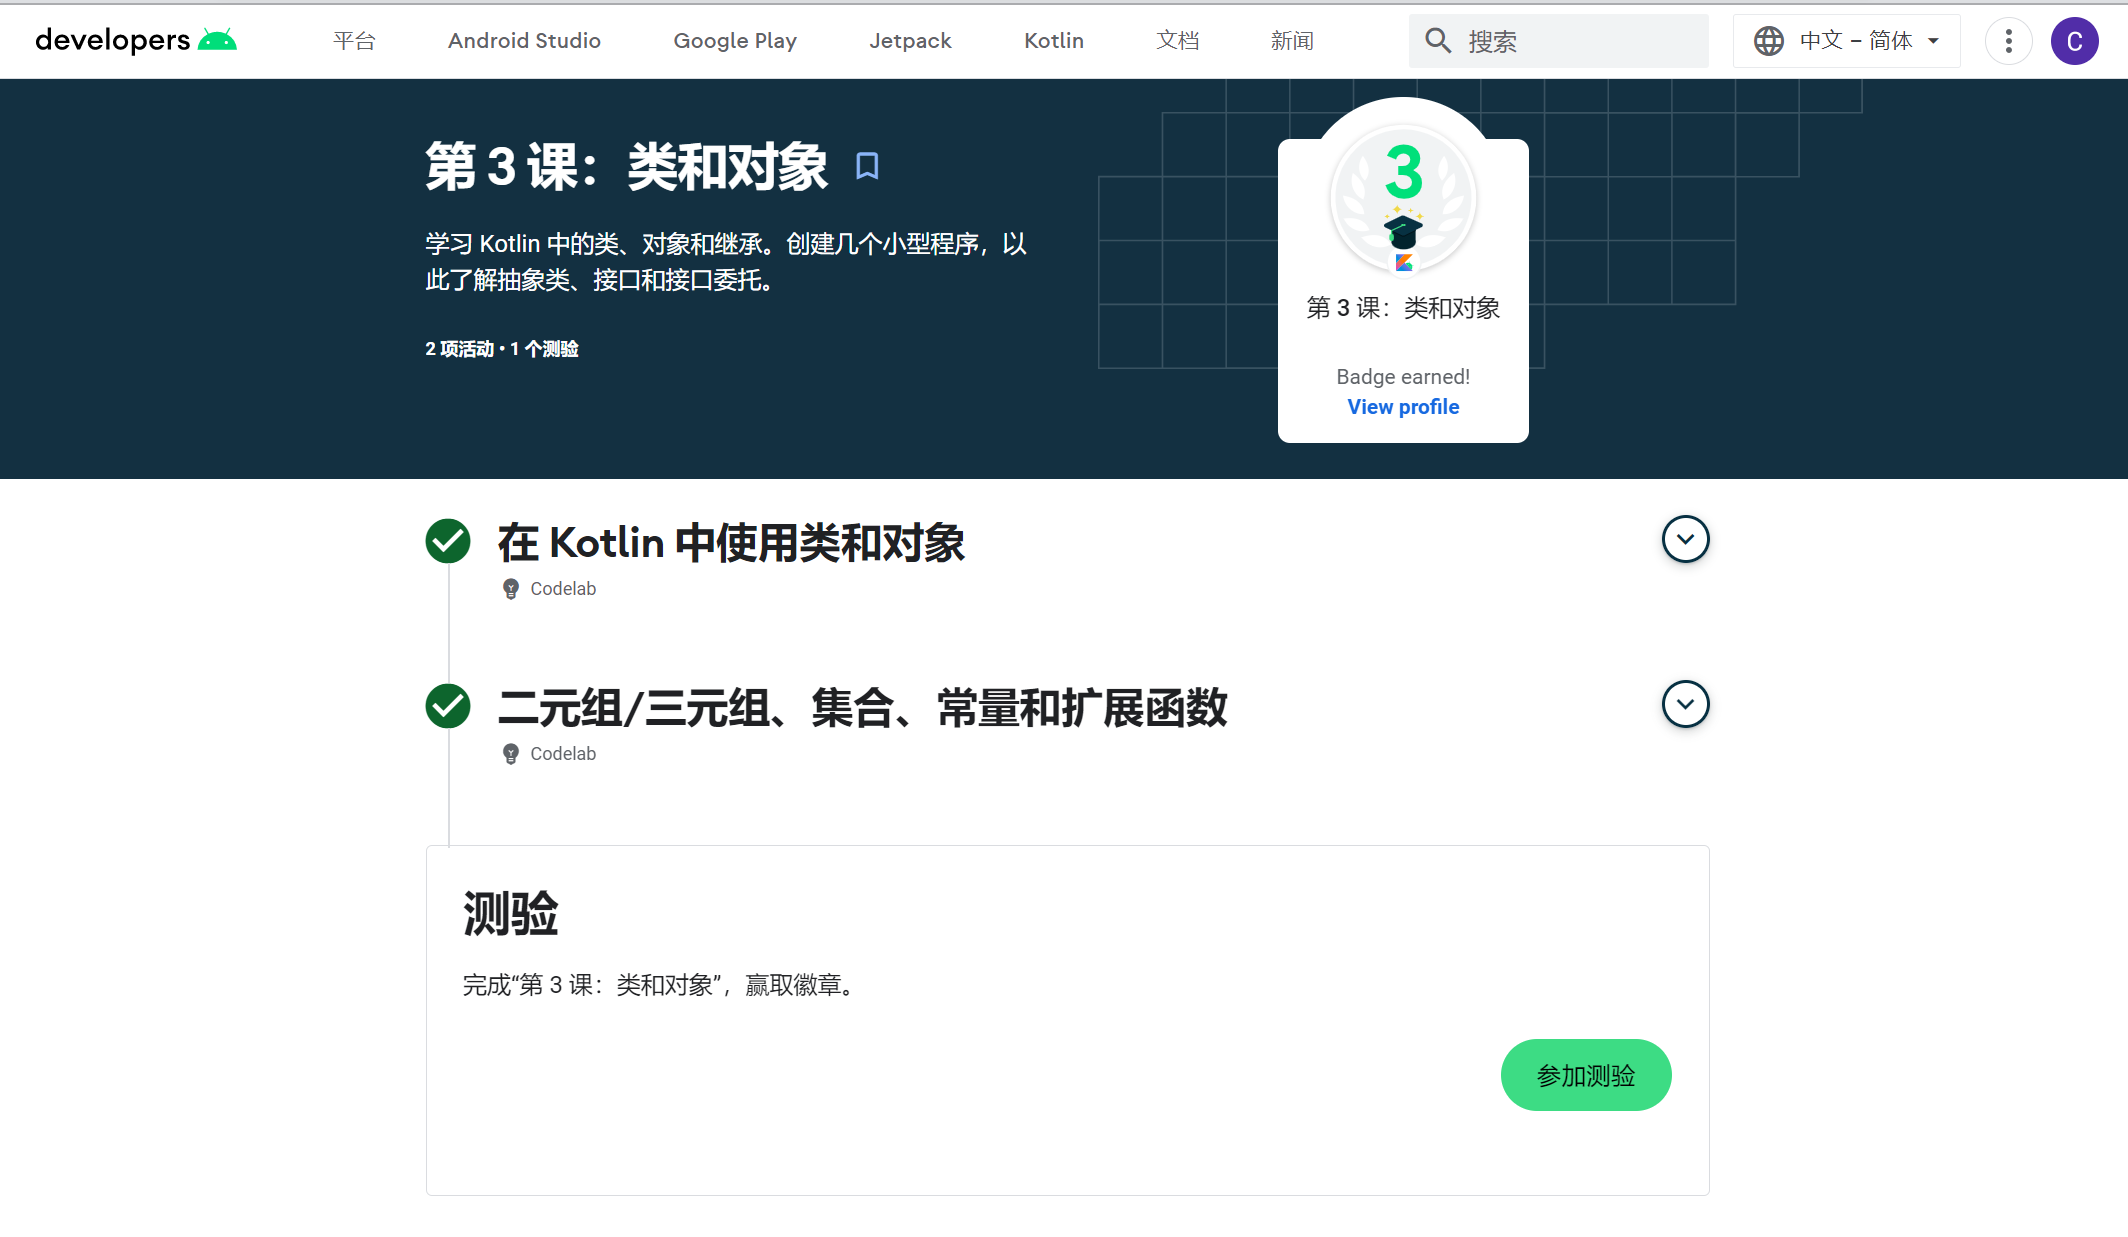 developers 平台 Android Studio Google Play Jetpack Kotlin 文档 新闻 搜索 中文 – 简体 C
第 3 课：类和对象
学习 Kotlin 中的类、对象和继承。创建几个小型程序，以
此了解抽象类、接口和接口委托。
2 项活动 • 1 个测验
3
第 3 课：类和对象
Badge earned!
View profile
在 Kotlin 中使用类和对象
Codelab
二元组/三元组、集合、常量和扩展函数
Codelab
测验
完成“第 3 课：类和对象”，赢取徽章。
参加测验